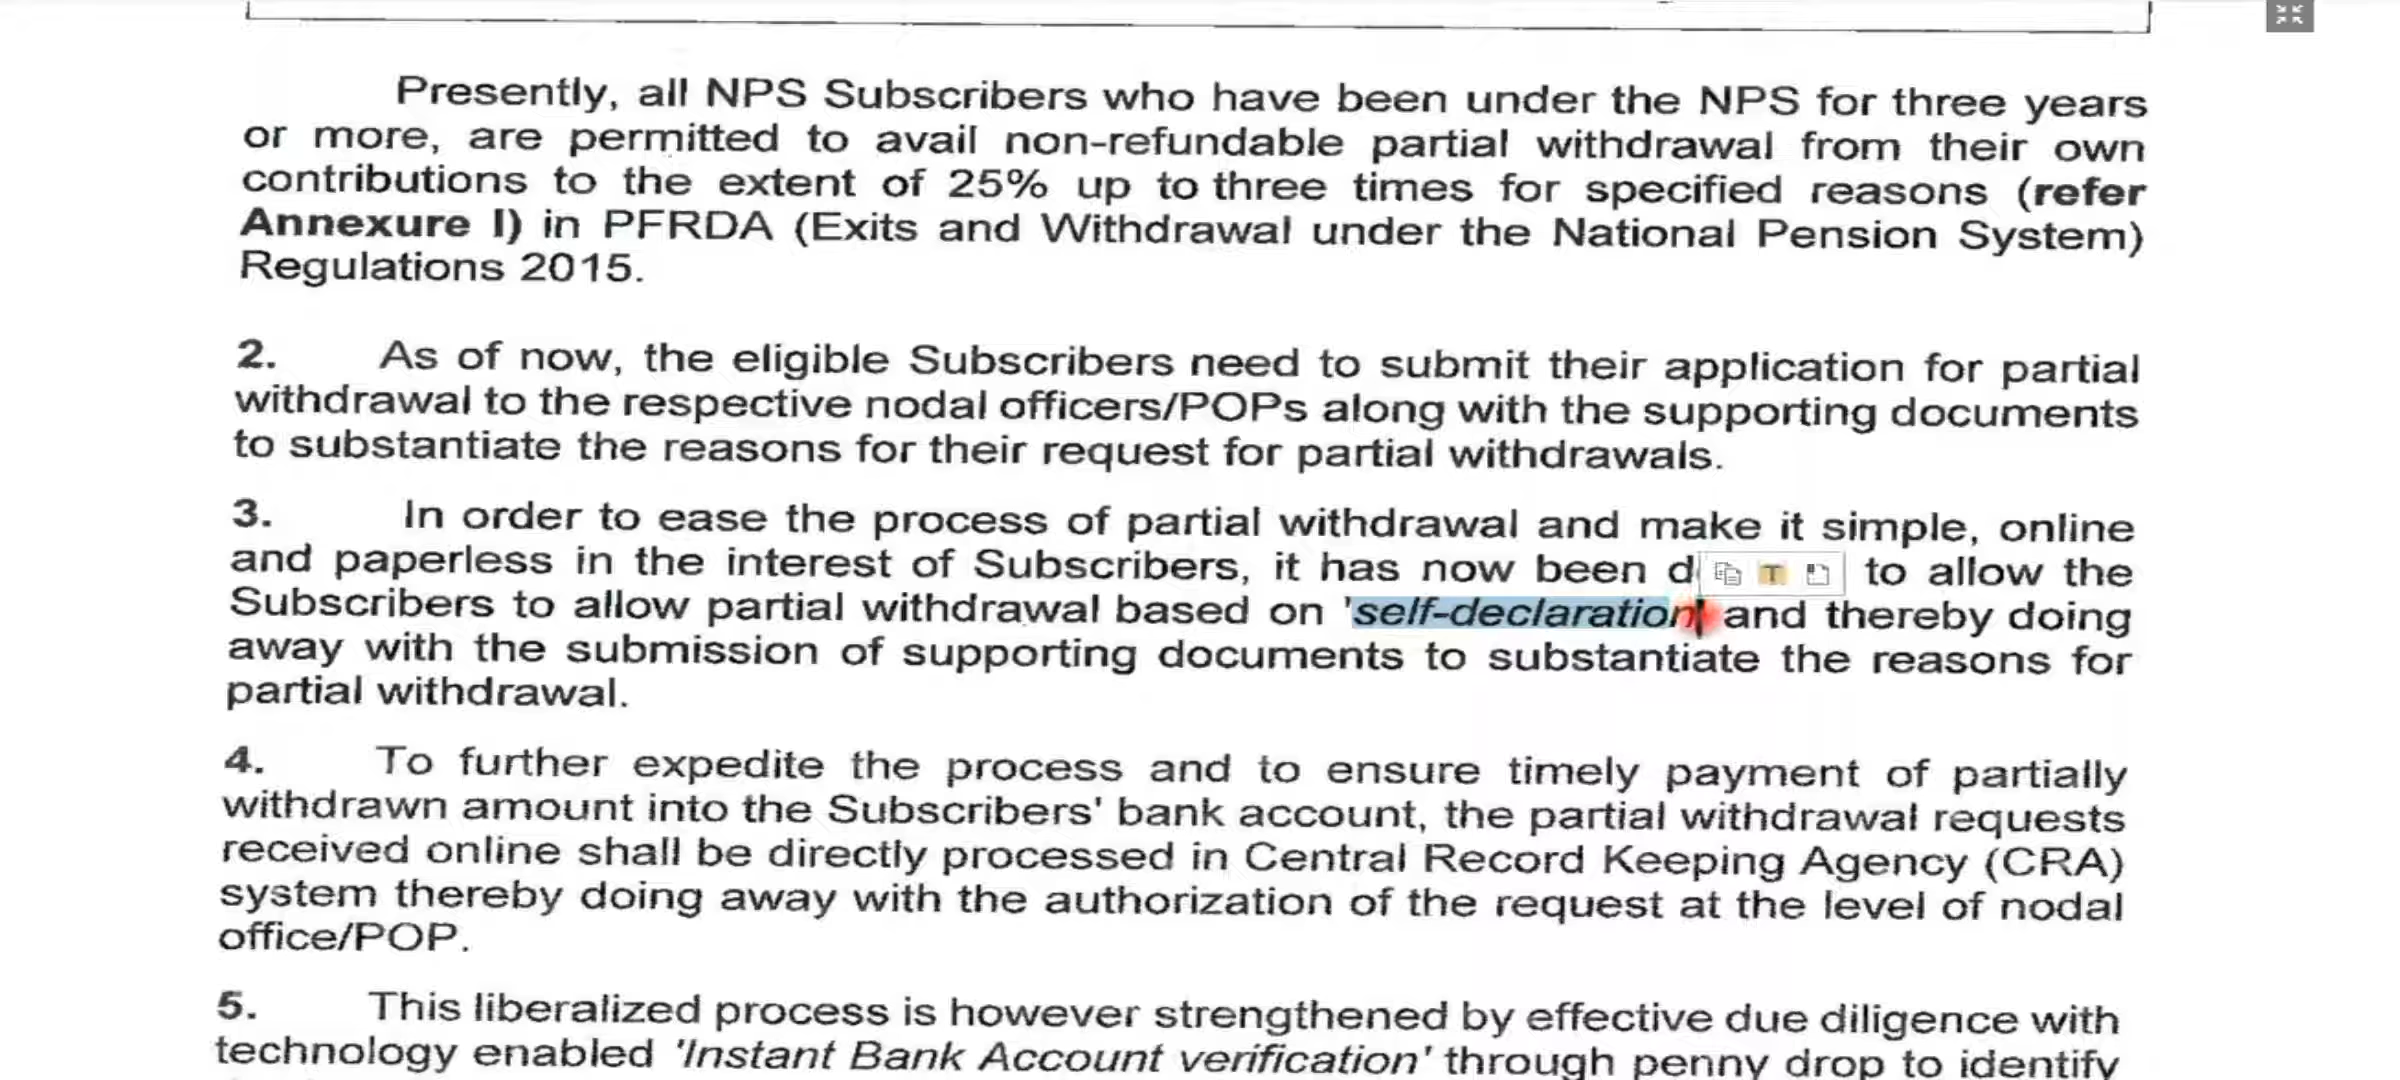 Presently, all NPS Subscribers who have been under the NPS for three years
or more, are permitted to avail non-refundable partial withdrawal from their own
contributions to the extent of 25% up to three times for specified reasons (refer
Annexure I) in PFRDA (Exits and Withdrawal under the National Pension System)
Regulations 2015.
2. As of now, the eligible Subscribers need to submit their application for partial
withdrawal to the respective nodal officers/POPs along with the supporting documents
to substantiate the reasons for their request for partial withdrawals.
3. In order to ease the process of partial withdrawal and make it simple, online
and paperless in the interest of Subscribers, it has now been d to allow the
Subscribers to allow partial withdrawal based on 'self-declaration' and thereby doing
away with the submission of supporting documents to substantiate the reasons for
partial withdrawal.
4. To further expedite the process and to ensure timely payment of partially
withdrawn amount into the Subscribers' bank account, the partial withdrawal requests
received online shall be directly processed in Central Record Keeping Agency (CRA)
system thereby doing away with the authorization of the request at the level of nodal
office/POP.
5. This liberalized process is however strengthened by effective due diligence with
technology enabled 'Instant Bank Account verification' through penny drop to identify